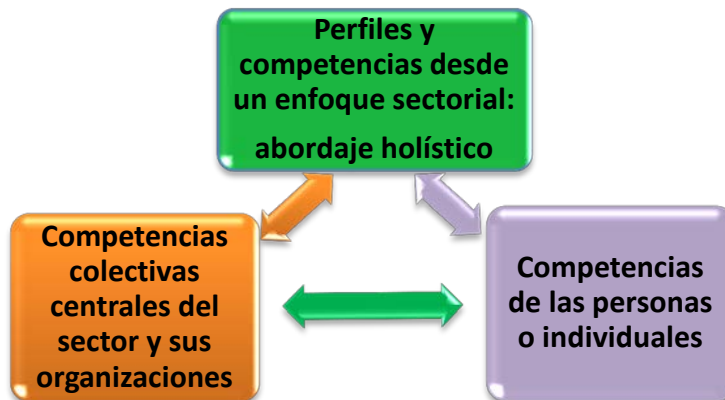 Perfiles y
competencias desde
un enfoque sectorial:
abordaje holístico
Competencias
colectivas
centrales del
sector y sus
organizaciones
Competencias
de las personas
o individuales